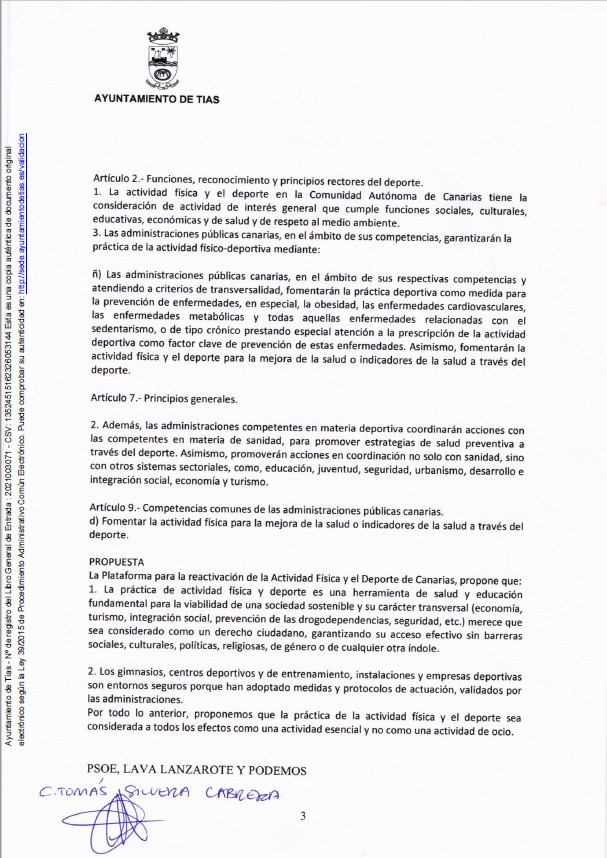 AYUNTAMIENTO DE TIAS
Artículo 2.- Funciones, reconocimiento y principios rectores del deporte.
1. La actividad física y el deporte en la Comunidad Autónoma de Canarias tiene la
consideración de actividad de interés general que cumple funciones sociales, culturales,
educativas, económicas y de salud y de respeto al medio ambiente.
3. Las administraciones públicas canarias, en el ámbito de sus competencias, garantizarán la
práctica de la actividad físico-deportiva mediante:
ñ) Las administraciones públicas canarias, en el ámbito de sus respectivas competencias y
atendiendo a criterios de transversalidad, fomentarán la práctica deportiva como medida para
la prevención de enfermedades, en especial, la obesidad, las enfermedades cardiovasculares,
las enfermedades metabólicas y todas aquellas enfermedades relacionadas con el
sedentarismo, o de tipo crónico prestando especial atención a la prescripción de la actividad
deportiva como factor clave de prevención de estas enfermedades. Asimismo, fomentarán la
actividad física y el deporte para la mejora de la salud o indicadores de la salud a través del
deporte.
Artículo 7.- Principios generales.
2. Además, las administraciones competentes en materia deportiva coordinarán acciones con
las competentes en materia de sanidad, para promover estrategias de salud preventiva a
través del deporte. Asimismo, promoverán acciones en coordinación no solo con sanidad, sino
con otros sistemas sectoriales, como, educación, juventud, seguridad, urbanismo, desarrollo e
integración social, economía y turismo.
Artículo 9.- Competencias comunes de las administraciones públicas canarias.
d) Fomentar la actividad física para la mejora de la salud o indicadores de la salud a través del
deporte.
PROPUESTA
La Plataforma para la reactivación de la Actividad Física y el Deporte de Canarias, propone que:
1. La práctica de actividad física y deporte es una herramienta de salud y educación
fundamental para la viabilidad de una sociedad sostenible y su carácter transversal (economía,
turismo, integración social, prevención de las drogodependencias, seguridad, etc.) merece que
sea considerado como un derecho ciudadano, garantizando su acceso efectivo sin barreras
sociales, culturales, políticas, religiosas, de género o de cualquier otra índole.
2. Los gimnasios, centros deportivos y de entrenamiento, instalaciones y empresas deportivas
son entornos seguros porque han adoptado medidas y protocolos de actuación, validados por
las administraciones.
Por todo lo anterior, proponemos que la práctica de la actividad física y el deporte sea
considerada a todos los efectos como una actividad esencial y no como una actividad de ocio.
PSOE, LAVA LANZAROTE Y PODEMOS
C.TOMÁS SILVERA CABRERA
3
Ayuntamiento de Tías - Nº de registro del Libro General de Entrada : 2021003071 - CSV: 13524515162326053144 Esta es una copia auténtica de documento original
electrónico según la Ley 39/2015 de Procedimiento Administrativo Común Electrónico. Puede comprobar su autenticidad en: http://sede.ayuntamientodetias.es/validacion